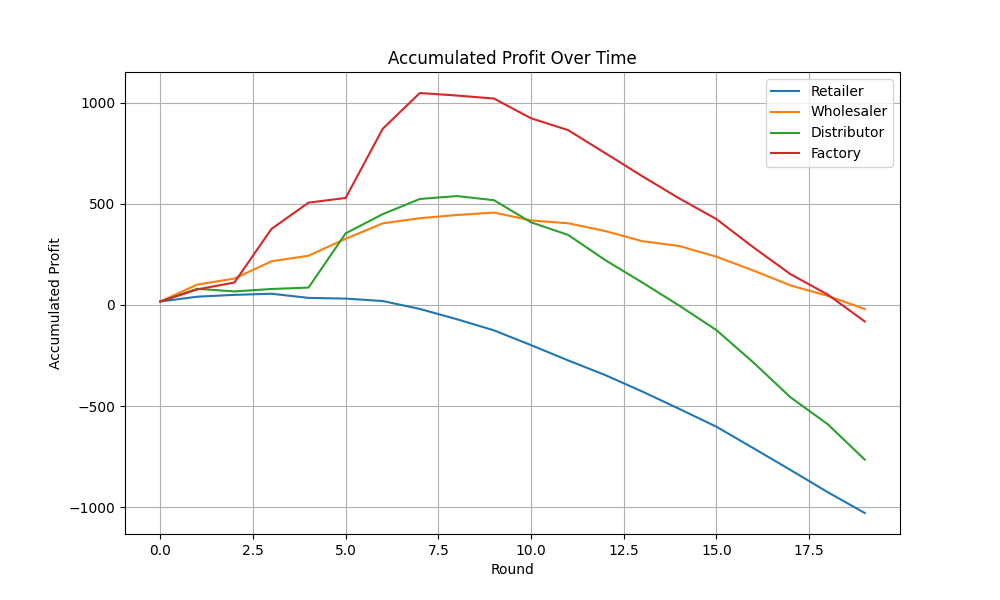 Accumulated Profit Over Time
Retailer
Wholesaler
Distributor
Factory
Accumulated Profit
1000
500
0
−500
−1000
0.0 2.5 5.0 7.5 10.0 12.5 15.0 17.5
Round